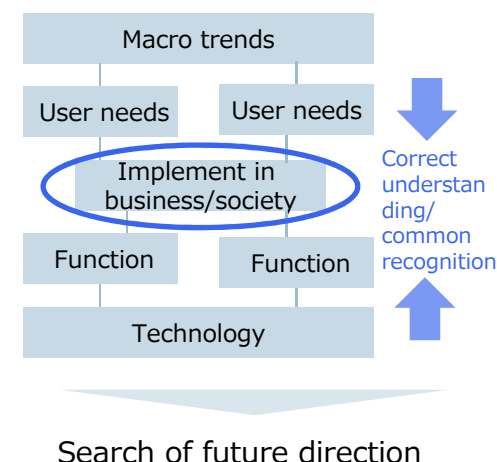 Macro trends
User needs
User needs
Implement in
business/society
Correct
understan
ding/
common
recognition
Function
Function
Technology
Search of future direction